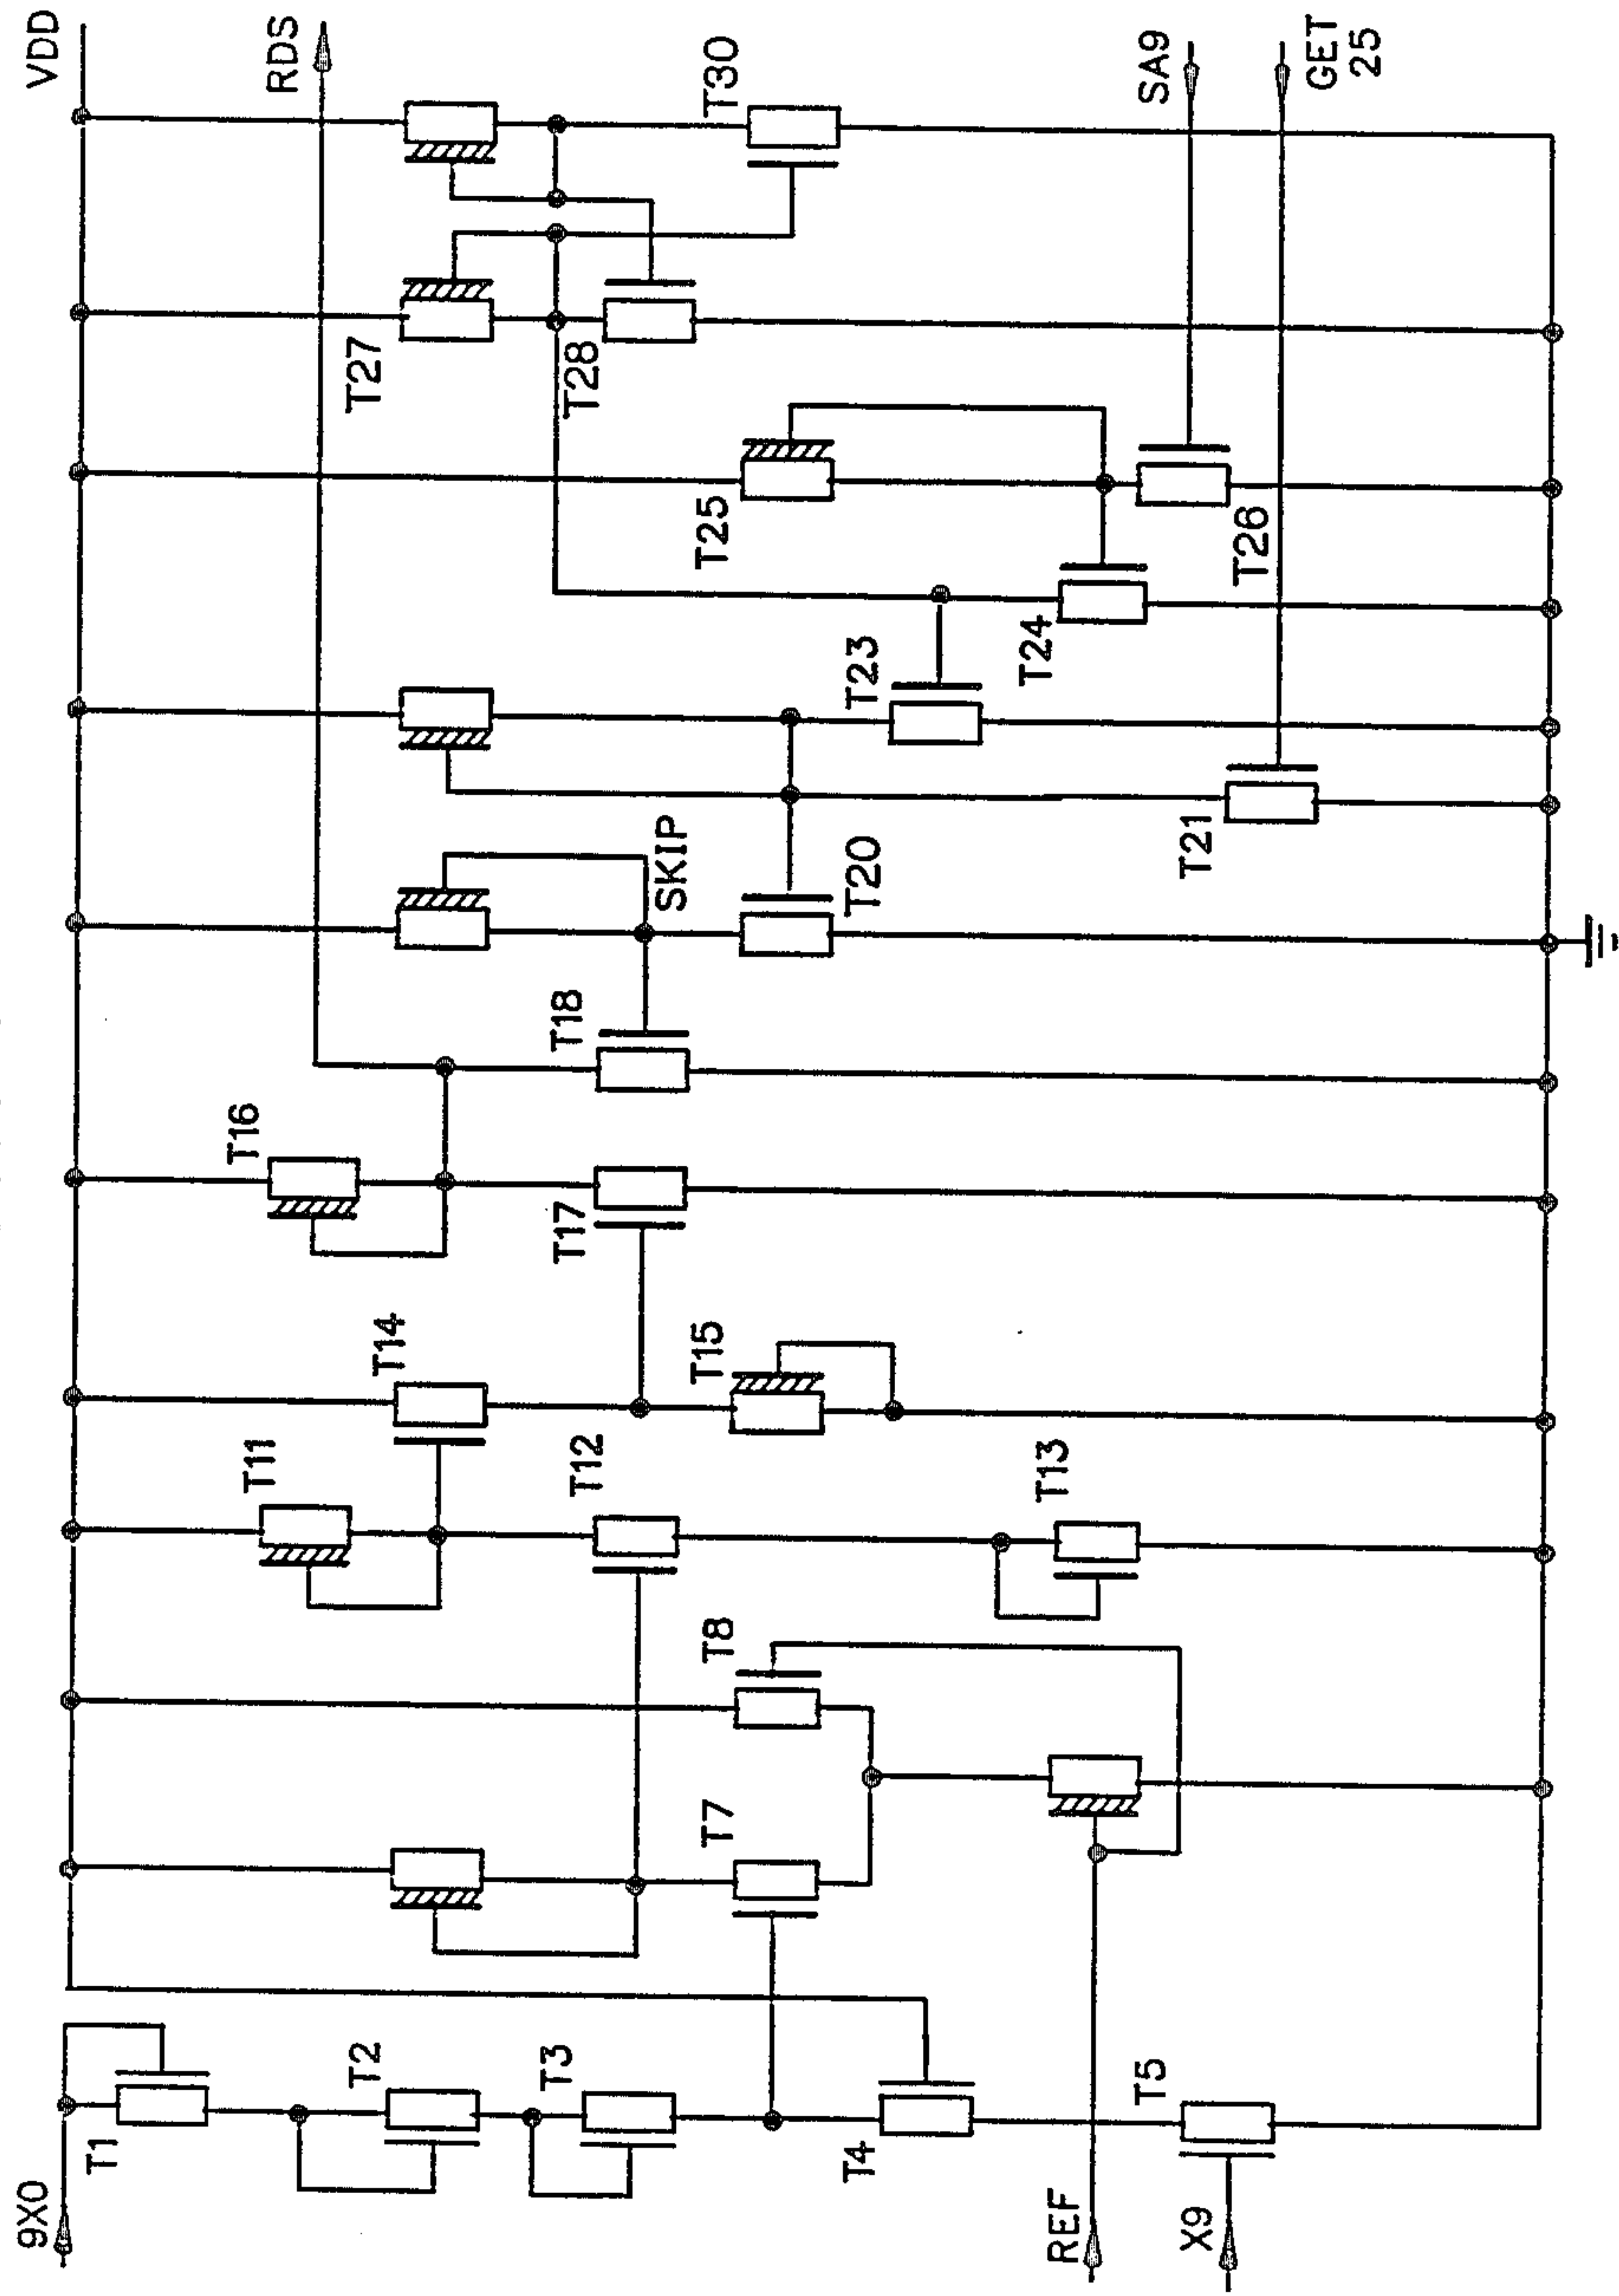 9X0
VDD
T1
RDS
T2
T11
T16
T14
T27
T3
T12
T17
T18
T28
T7
T8
T15
SKIP
T25
T30
T4
T20
T23
T24
REF
T13
T5
X9
T21
T26
SA9
GET
25